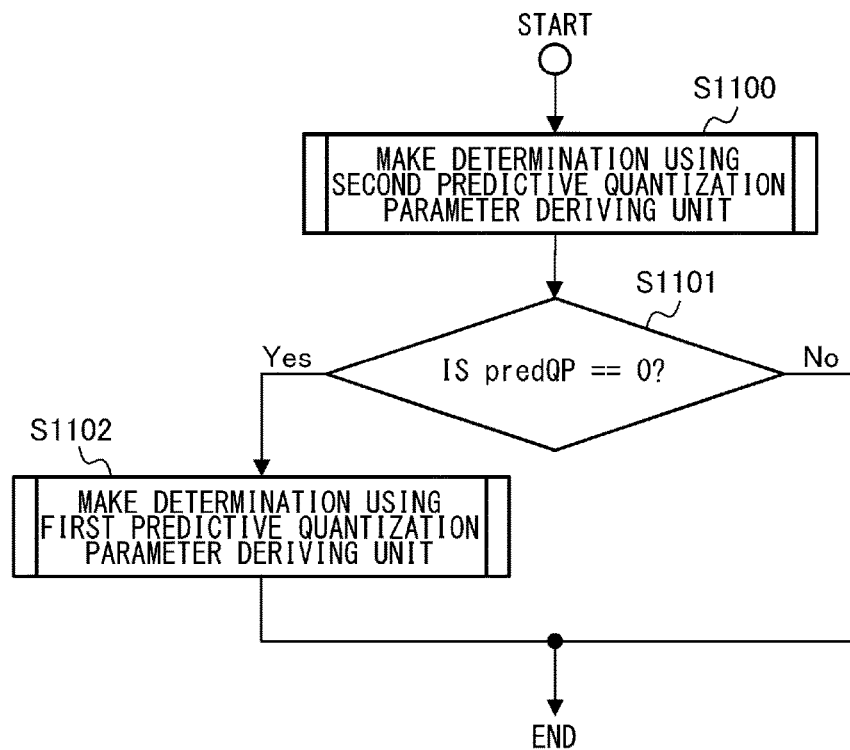 START
S1100
MAKE DETERMINATION USING
SECOND PREDICTIVE QUANTIZATION
PARAMETER DERIVING UNIT
S1101
Yes
IS predQP == 0?
No
S1102
MAKE DETERMINATION USING
FIRST PREDICTIVE QUANTIZATION
PARAMETER DERIVING UNIT
END